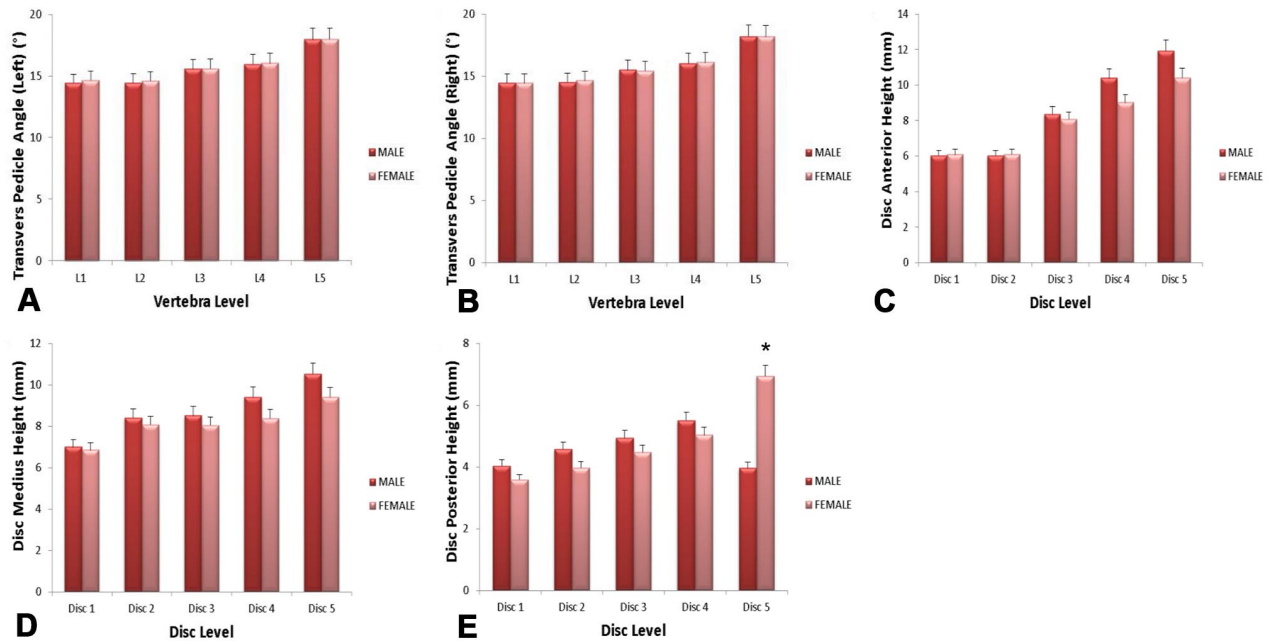 Transvers Pedicle Angle (Left) (°)
20
15
10
5
0
L1 L2 L3 L4 L5
Vertebra Level
MALE
FEMALE
A
Transvers Pedicle Angle (Right) (°)
20
15
10
5
0
L1 L2 L3 L4 L5
Vertebra Level
MALE
FEMALE
B
Disc Anterior Height (mm)
14
12
10
8
6
4
2
0
Disc 1 Disc 2 Disc 3 Disc 4 Disc 5
Disc Level
MALE
FEMALE
C
Disc Medius Height (mm)
12
10
8
6
4
2
0
Disc 1 Disc 2 Disc 3 Disc 4 Disc 5
Disc Level
MALE
FEMALE
D
Disc Posterior Height (mm)
8
6
4
2
0
*
Disc 1 Disc 2 Disc 3 Disc 4 Disc 5
Disc Level
MALE
FEMALE
E